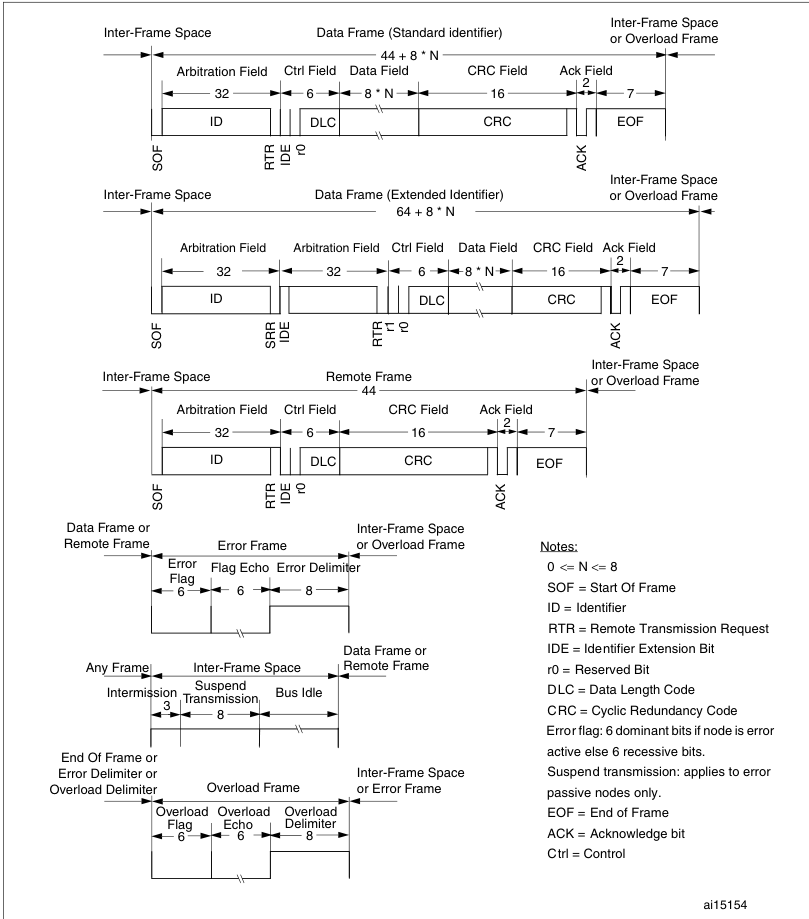 Inter-Frame Space
Data Frame (Standard identifier)
Inter-Frame Space
or Overload Frame
44 + 8 * N
Arbitration Field
Ctrl Field
Data Field
CRC Field
Ack Field
32
6
8 * N
16
2
7
ID
DLC
CRC
EOF
SOF
RTR
IDE
r0
ACK
Inter-Frame Space
Data Frame (Extended Identifier)
Inter-Frame Space
or Overload Frame
64 + 8 * N
Arbitration Field
Arbitration Field
Ctrl Field
Data Field
CRC Field
Ack Field
32
32
6
8 * N
16
2
7
ID
DLC
CRC
EOF
SOF
SRR
IDE
RTR
r1
r0
ACK
Inter-Frame Space
Remote Frame
Inter-Frame Space
or Overload Frame
44
Arbitration Field
Ctrl Field
CRC Field
Ack Field
32
6
16
2
7
ID
DLC
CRC
EOF
SOF
RTR
IDE
r0
ACK
Data Frame or
Remote Frame
Error Frame
Inter-Frame Space
or Overload Frame
Error
Flag
Flag Echo
Error Delimiter
6
6
8
Any Frame
Inter-Frame Space
Data Frame or
Remote Frame
Intermission
Suspend
Transmission
Bus Idle
3
8
End Of Frame or
Error Delimiter or
Overload Delimiter
Overload Frame
Inter-Frame Space
or Error Frame
Overload
Flag
Overload
Echo
Overload
Delimiter
6
6
8
Notes:
0 <= N <= 8
SOF = Start Of Frame
ID = Identifier
RTR = Remote Transmission Request
IDE = Identifier Extension Bit
r0 = Reserved Bit
DLC = Data Length Code
CRC = Cyclic Redundancy Code
Error flag: 6 dominant bits if node is error
active else 6 recessive bits.
Suspend transmission: applies to error
passive nodes only.
EOF = End of Frame
ACK = Acknowledge bit
Ctrl = Control
ai15154